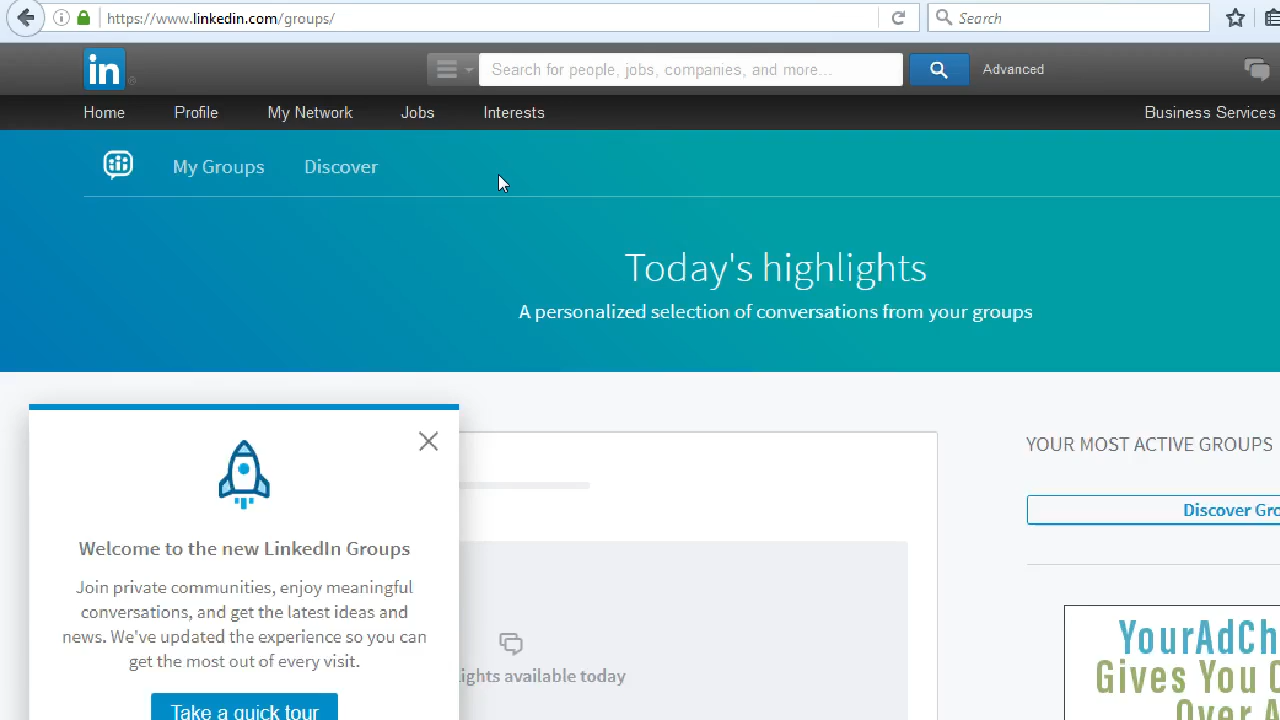 https://www.linkedin.com/groups/
Search
in
Search for people, jobs, companies, and more...
Advanced
Home
Profile
My Network
Jobs
Interests
Business Services
My Groups
Discover
Today's highlights
A personalized selection of conversations from your groups
YOUR MOST ACTIVE GROUPS
Discover Gro
Welcome to the new LinkedIn Groups
Join private communities, enjoy meaningful
conversations, and get the latest ideas and
news. We've updated the experience so you can
get the most out of every visit.
Take a quick tour
ights available today
YourAdCh
Gives You C
Over A